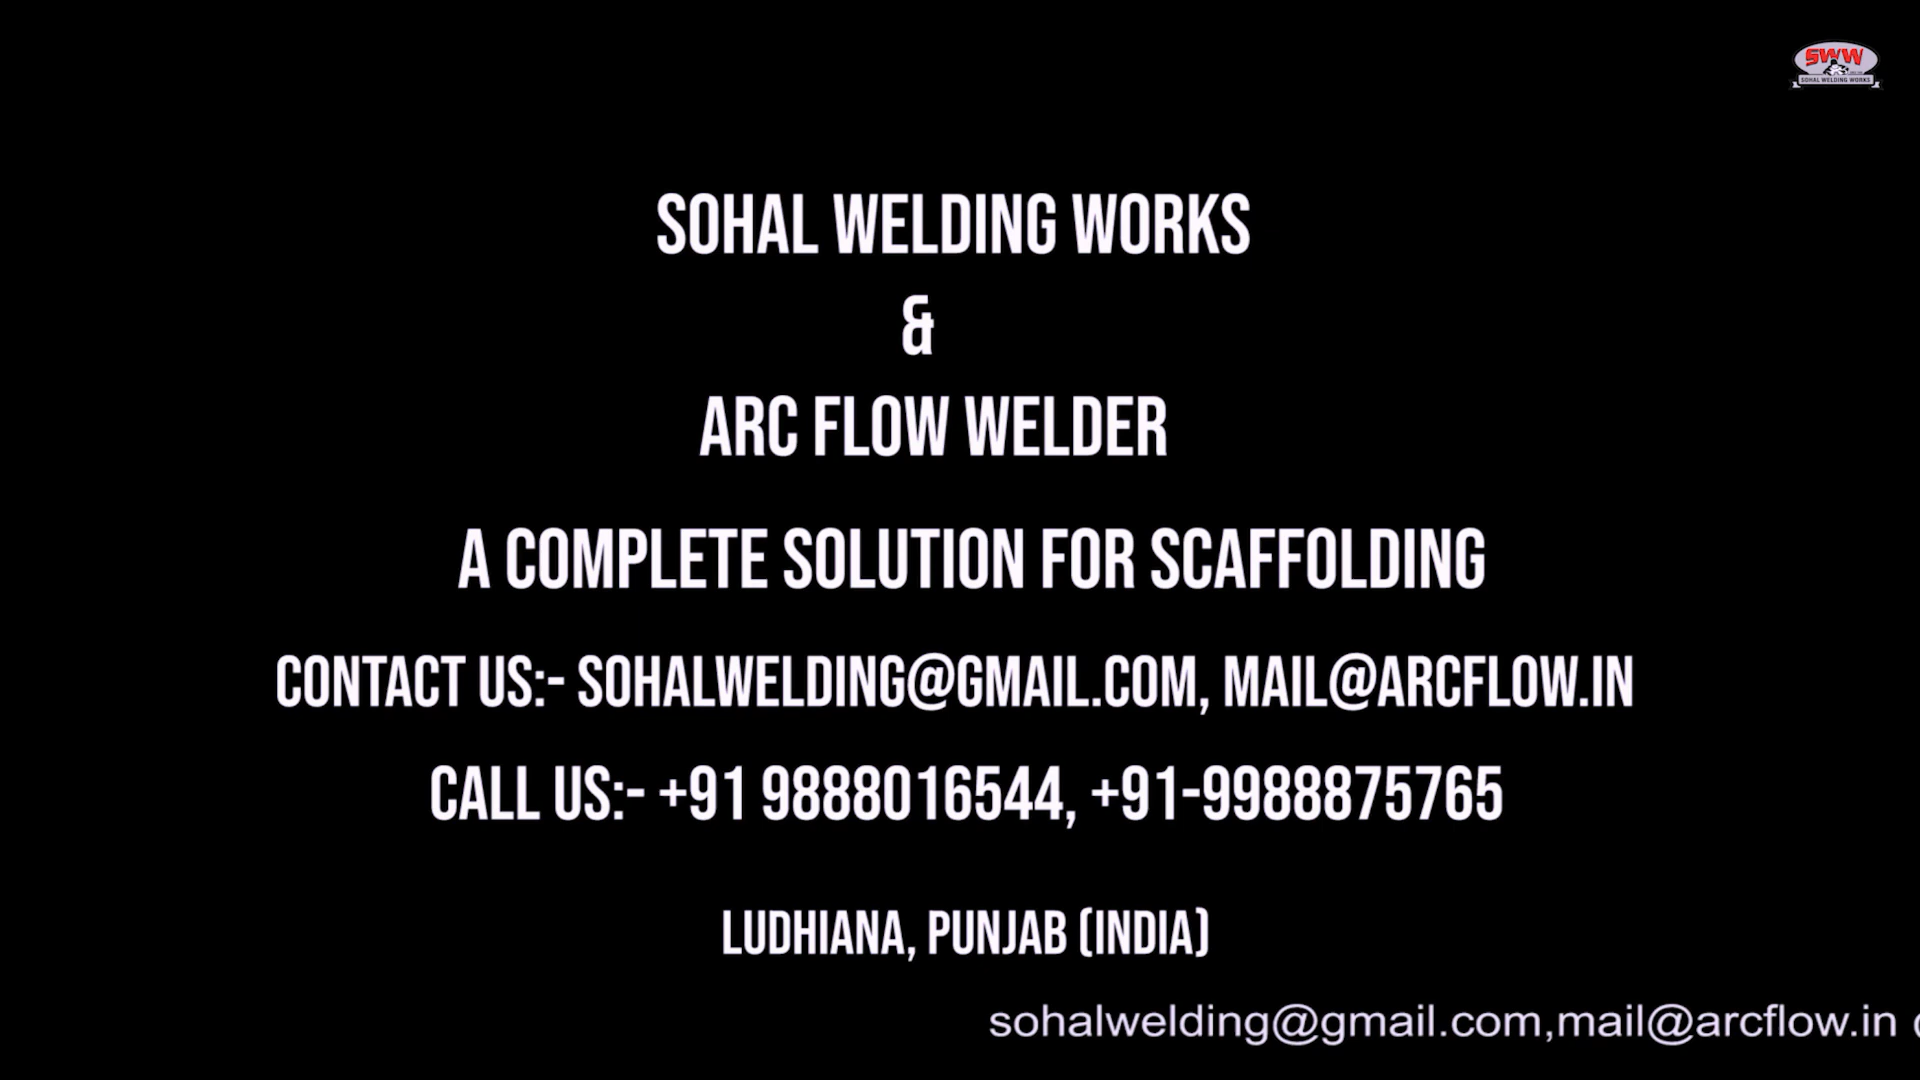 SWW
SOHAL WELDING WORKS
SOHAL WELDING WORKS
&
ARC FLOW WELDER
A COMPLETE SOLUTION FOR SCAFFOLDING
CONTACT US:- SOHALWELDING@GMAIL.COM, MAIL@ARCFLOW.IN
CALL US:- +91 9888016544, +91-9988875765
LUDHIANA, PUNJAB (INDIA)
sohalwelding@gmail.com,mail@arcflow.in